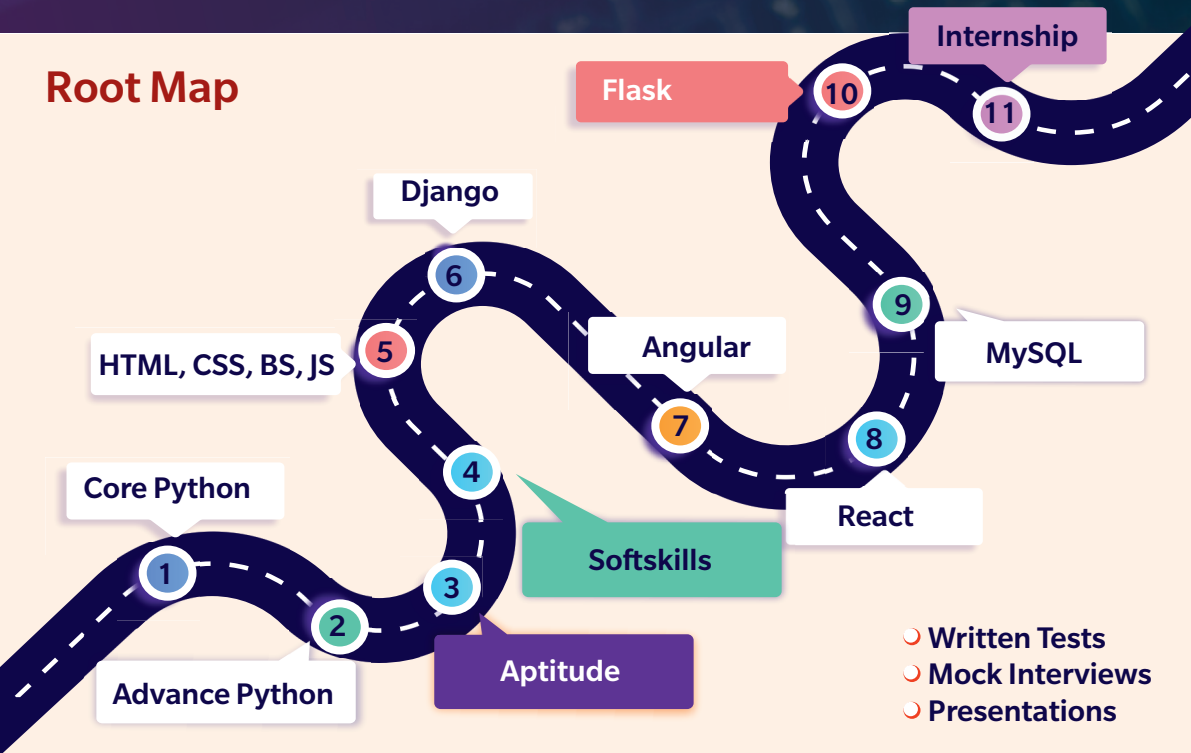 Root Map
Internship
Flask
10
11
Django
6
9
HTML, CSS, BS, JS
5
Angular
MySQL
7
8
4
Core Python
React
Softskills
1
3
2
Aptitude
Advance Python
Written Tests
Mock Interviews
Presentations